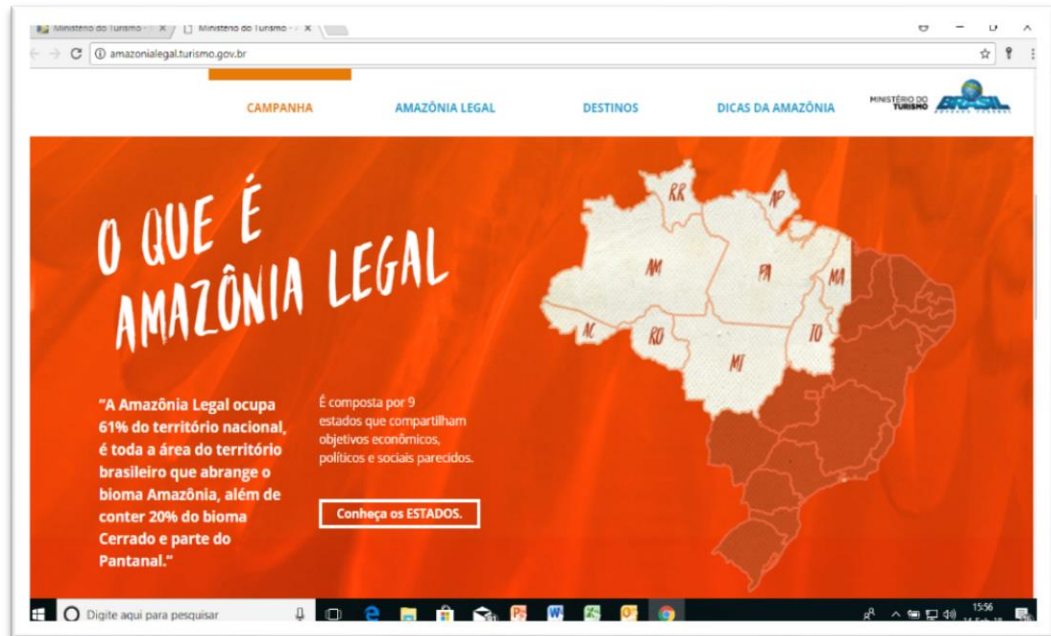 Ministério do Turismo - - x
Ministério do Turismo - - x
amazonialegal.turismo.gov.br
CAMPANHA
AMAZÔNIA LEGAL
DESTINOS
DICAS DA AMAZÔNIA
MINISTÉRIO DO
TURISMO
BRASIL
O QUE É
AMAZÔNIA LEGAL
"A Amazônia Legal ocupa
61% do território nacional,
é toda a área do território
brasileiro que abrange o
bioma Amazônia, além de
conter 20% do bioma
Cerrado e parte do
Pantanal."
É composta por 9
estados que compartilham
objetivos econômicos,
políticos e sociais parecidos.
Conheça os ESTADOS.
RR
AP
AM
PA
MA
AC
RO
TO
MT
Digite aqui para pesquisar
15:56